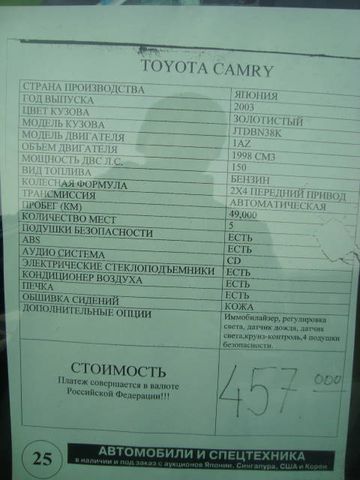 TOYOTA CAMRY
СТРАНА ПРОИЗВОДСТВА ЯПОНИЯ
ГОД ВЫПУСКА 2003
ЦВЕТ КУЗОВА ЗОЛОТИСТЫЙ
МОДЕЛЬ КУЗОВА JTDBN38K
МОДЕЛЬ ДВИГАТЕЛЯ 1AZ
ОБЪЕМ ДВИГАТЕЛЯ 1998 СМ3
МОЩНОСТЬ ДВС Л.С. 150
ВИД ТОПЛИВА БЕНЗИН
КОЛЕСНАЯ ФОРМУЛА 2X4 ПЕРЕДНИЙ ПРИВОД
ТРАНСМИССИЯ АВТОМАТИЧЕСКАЯ
ПРОБЕГ (КМ) 49,000
КОЛИЧЕСТВО МЕСТ 5
ПОДУШКИ БЕЗОПАСНОСТИ ЕСТЬ
ABS ЕСТЬ
АУДИО СИСТЕМА CD
ЭЛЕКТРИЧЕСКИЕ СТЕКЛОПОДЪЕМНИКИ ЕСТЬ
КОНДИЦИОНЕР ВОЗДУХА ЕСТЬ
ПЕЧКА ЕСТЬ
ОБШИВКА СИДЕНИЙ КОЖА
ДОПОЛНИТЕЛЬНЫЕ ОПЦИИ Иммобилайзер, регулировка
света, датчик дождя, датчик
света,круиз-контроль,4 подушки
безопасности.
СТОИМОСТЬ
Платеж совершается в валюте
Российской Федерации!!!
457 000
25 АВТОМОБИЛИ И СПЕЦТЕХНИКА
в наличии и под заказ с аукционов Японии, Сингапура, США и Кореи